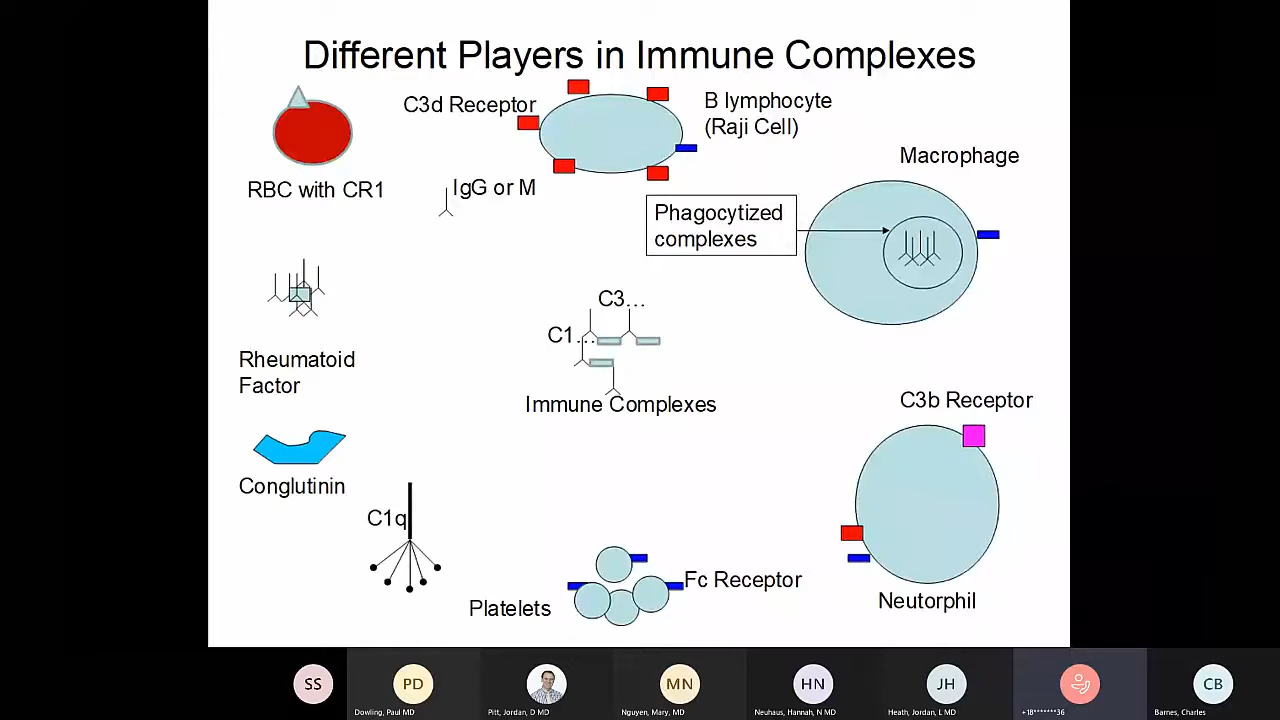 Different Players in Immune Complexes
C3d Receptor
B lymphocyte
(Raji Cell)
Macrophage
RBC with CR1
IgG or M
Phagocytized
complexes
C3...
C1...
Rheumatoid
Factor
Immune Complexes
C3b Receptor
Conglutinin
C1q
Fc Receptor
Platelets
Neutorphil
SS
PD
MN
HN
JH
CB
Dowling, Paul MD
Pitt, Jordan, D MD
Nguyen, Mary, MD
Neuhaus, Hannah, N MD
Heath, Jordan, L MD
+18******36
Barnes, Charles